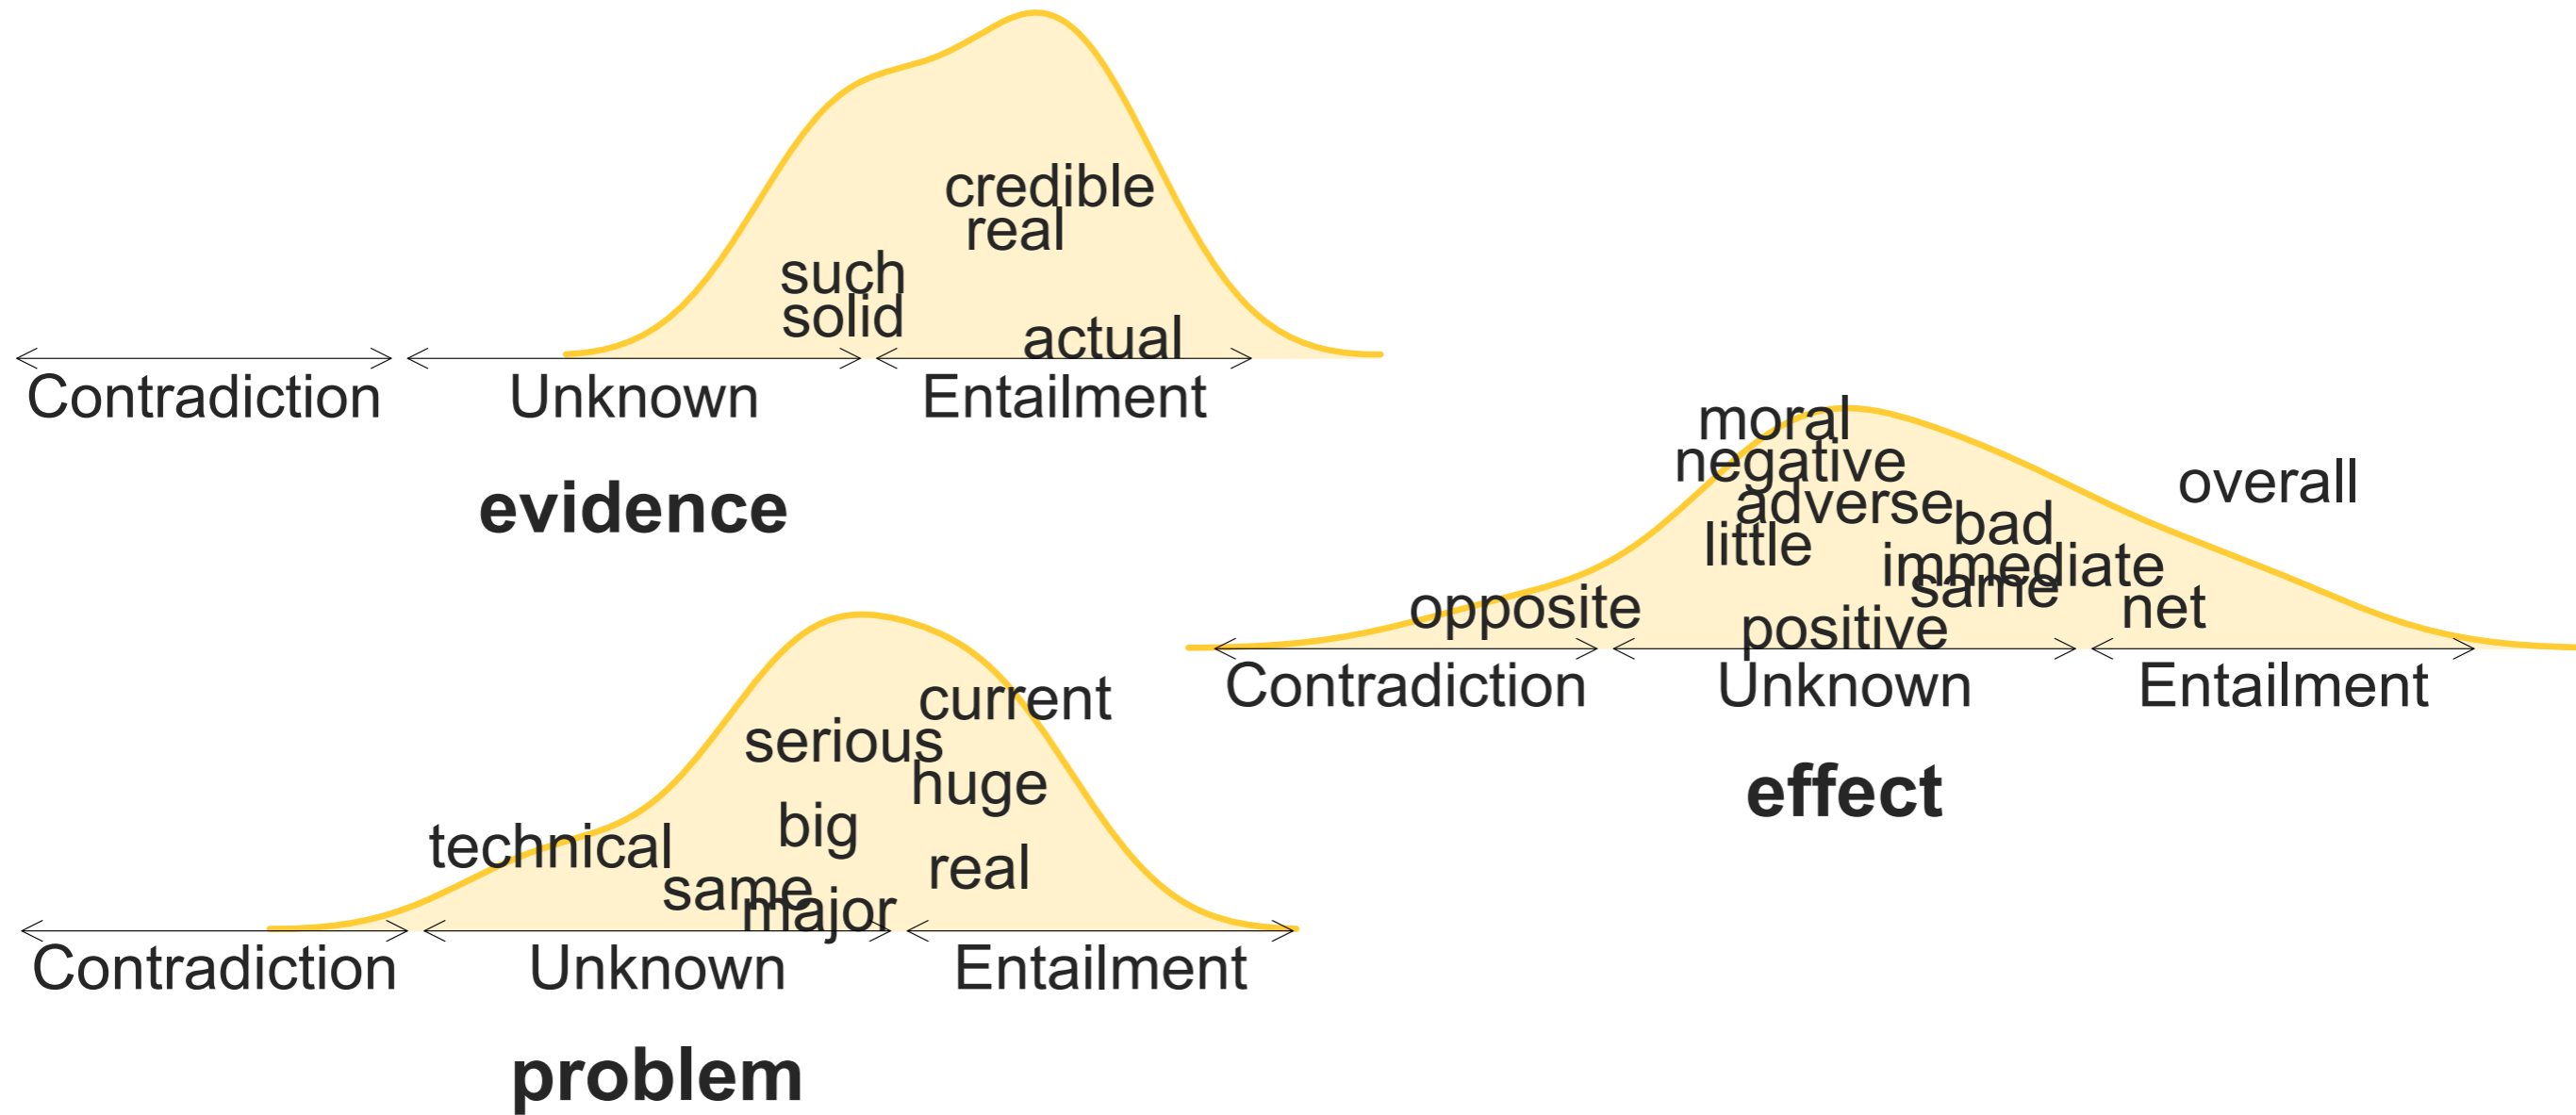 credible
real
such
solid
actual
Contradiction Unknown Entailment
evidence
moral
negative
overall
adverse
bad
little
immediate
same
opposite
net
positive
Contradiction Unknown Entailment
effect
current
serious
huge
big
technical
real
same
major
Contradiction Unknown Entailment
problem